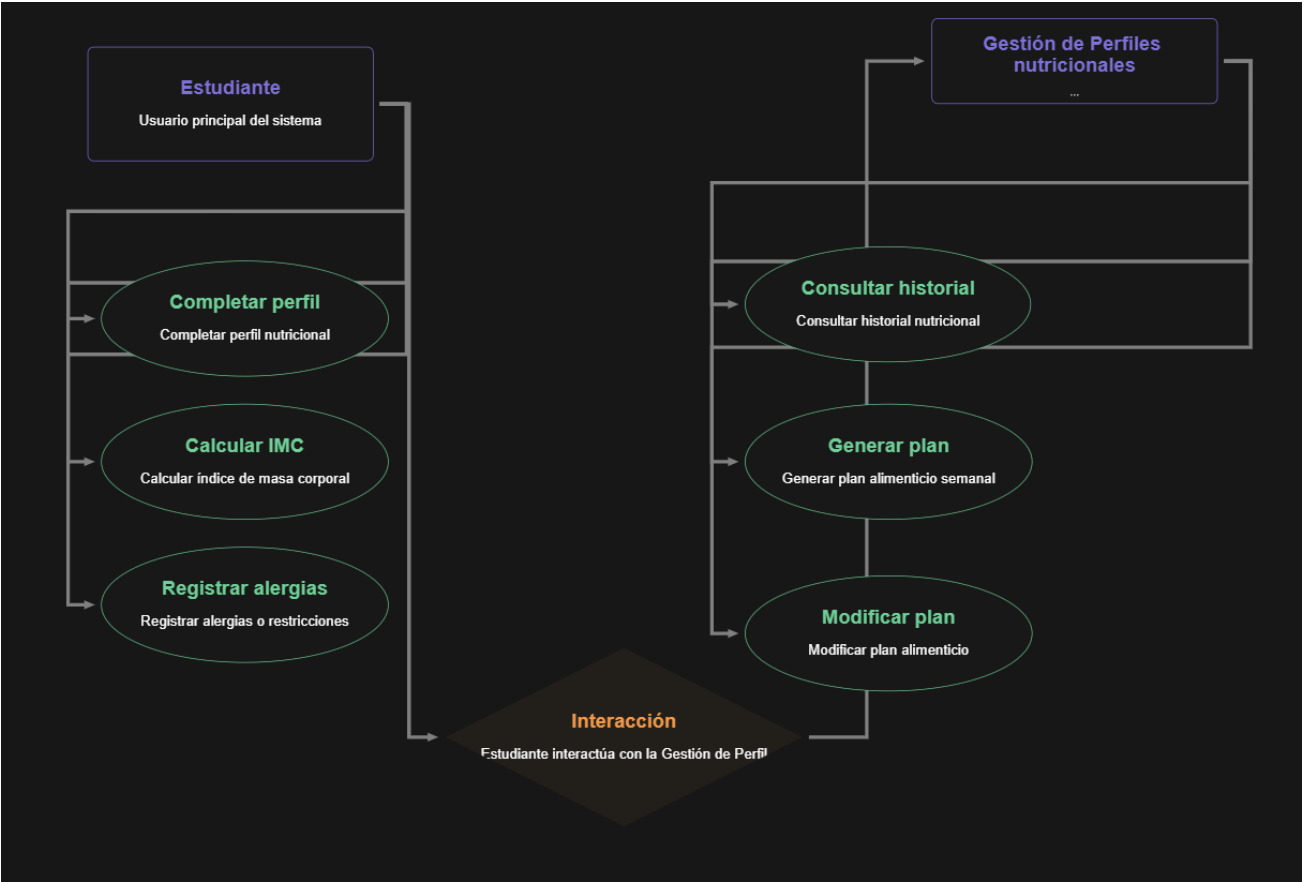 Estudiante
Usuario principal del sistema
Completar perfil
Completar perfil nutricional
Calcular IMC
Calcular índice de masa corporal
Registrar alergias
Registrar alergias o restricciones
Interacción
Estudiante interactúa con la Gestión de Perfil
Gestión de Perfiles
nutricionales
...
Consultar historial
Consultar historial nutricional
Generar plan
Generar plan alimenticio semanal
Modificar plan
Modificar plan alimenticio